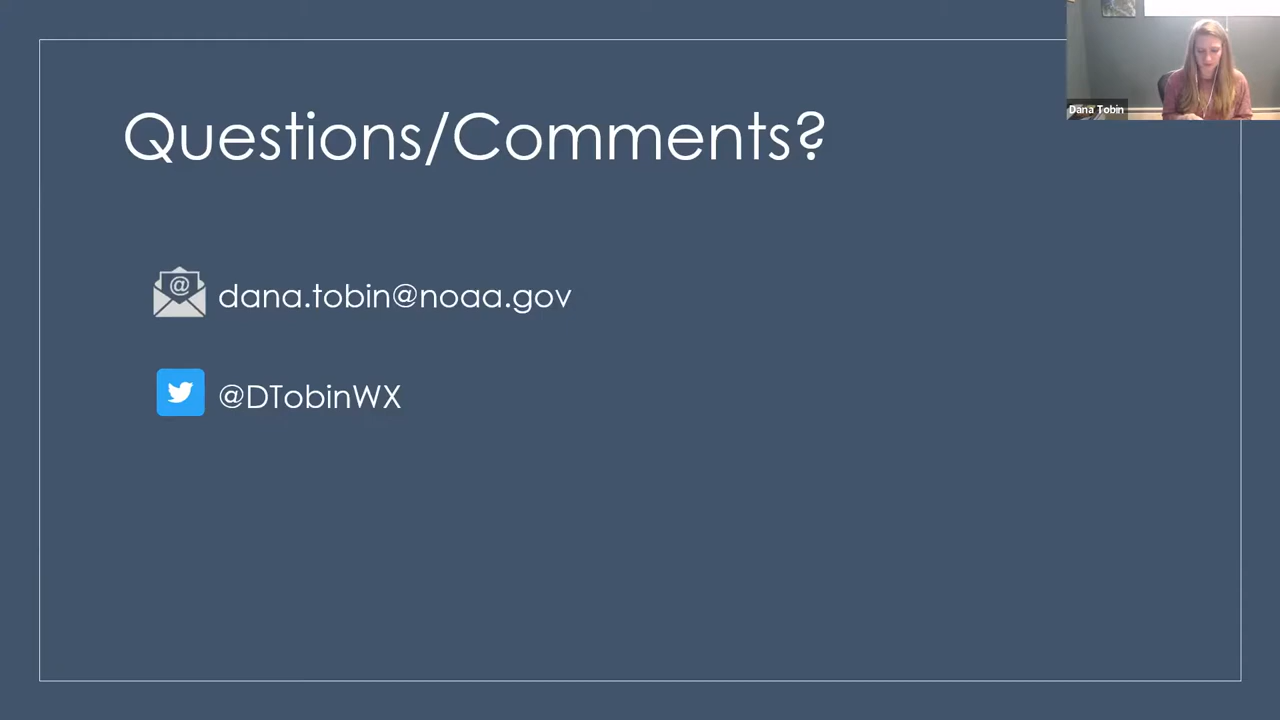 Dana Tobin
Questions/Comments?
@
dana.tobin@noaa.gov
@DTobinWX